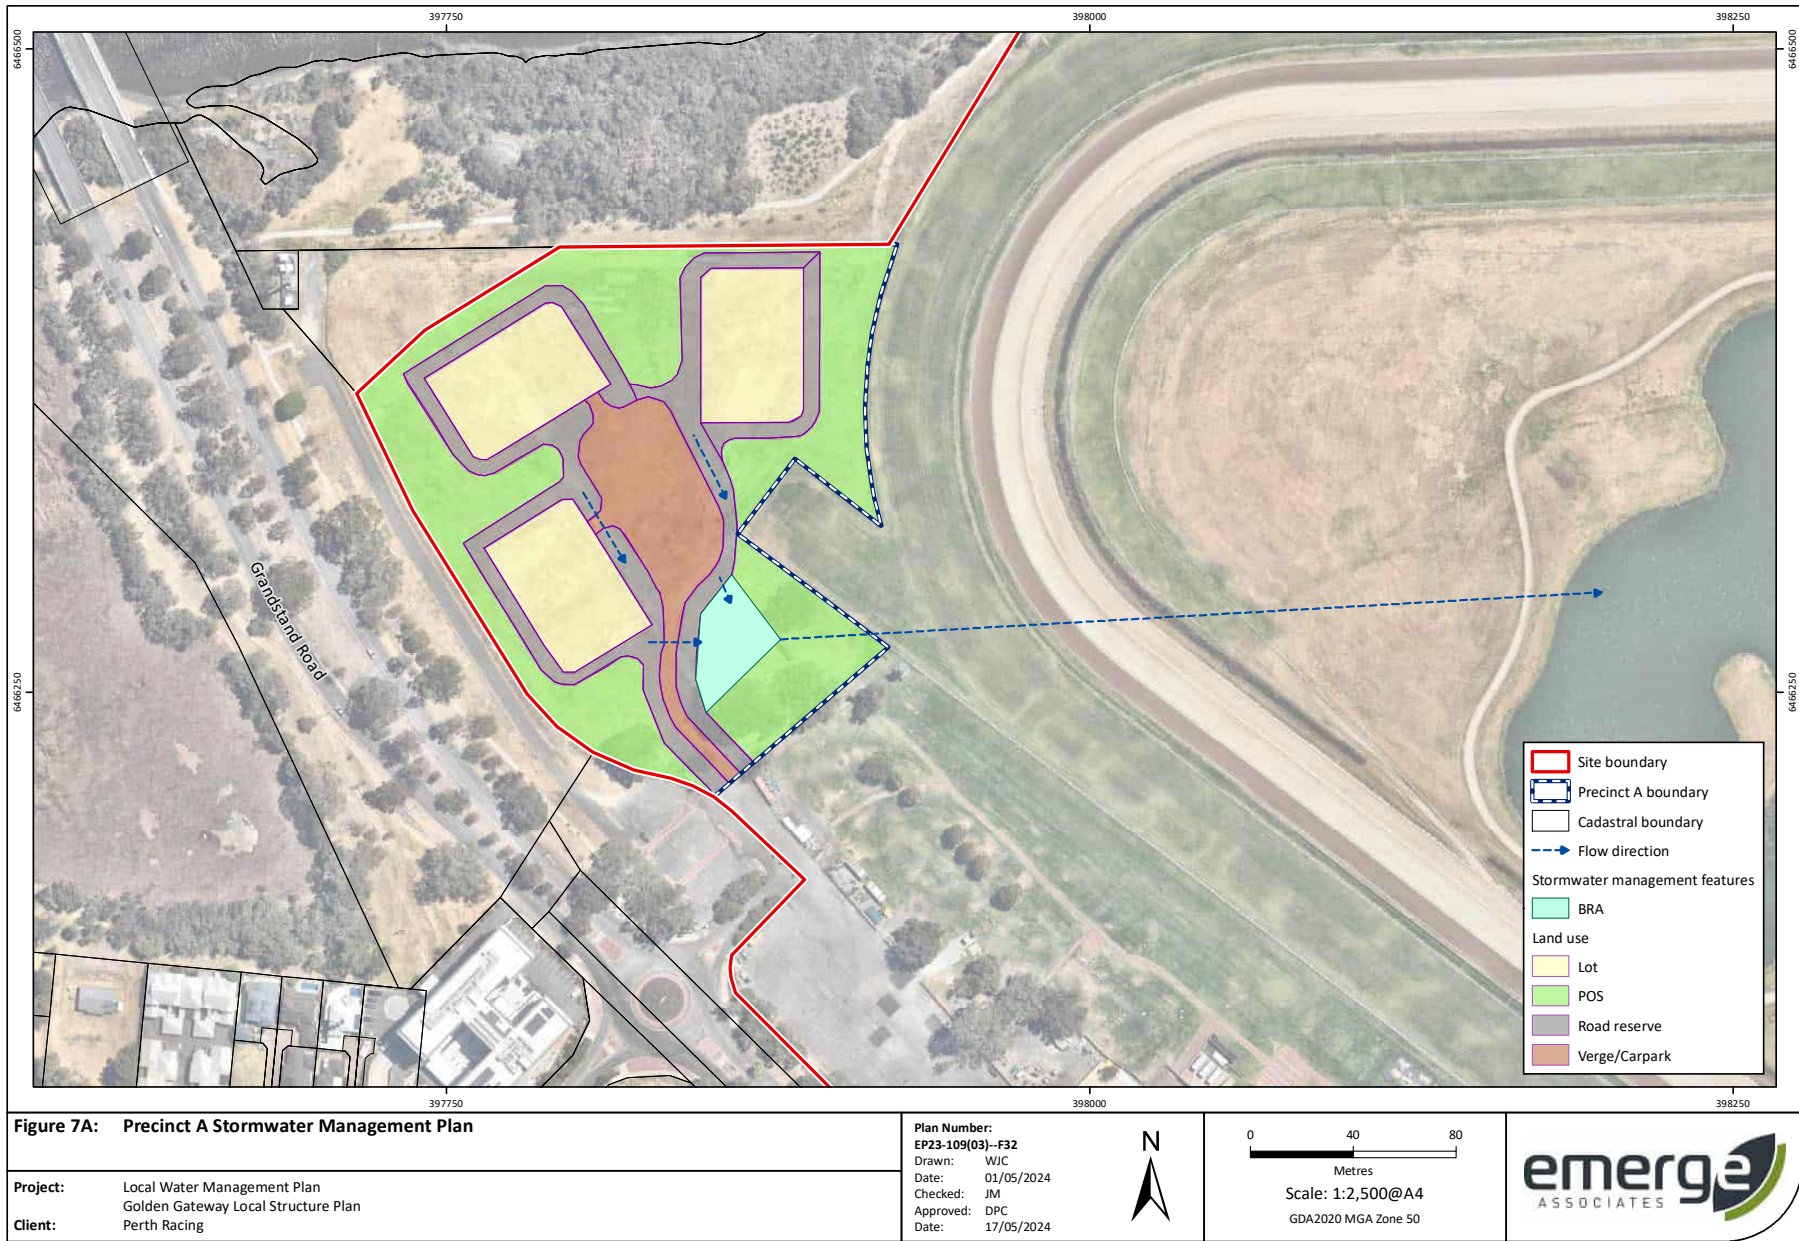 397750
398000
398250
6466500
6466500
Grandstand Road
6466250
6466250
Site boundary
Precinct A boundary
Cadastral boundary
Flow direction
Stormwater management features
BRA
Land use
Lot
POS
Road reserve
Verge/Carpark
397750
398000
398250
Figure 7A: Precinct A Stormwater Management Plan
Project: Local Water Management Plan
Golden Gateway Local Structure Plan
Client: Perth Racing
Plan Number:
EP23-109(03)--F32
Drawn: WJC
Date: 01/05/2024
Checked: JM
Approved: DPC
Date: 17/05/2024
N
0 40 80
Metres
Scale: 1:2,500@A4
GDA2020 MGA Zone 50
emerge
ASSOCIATES